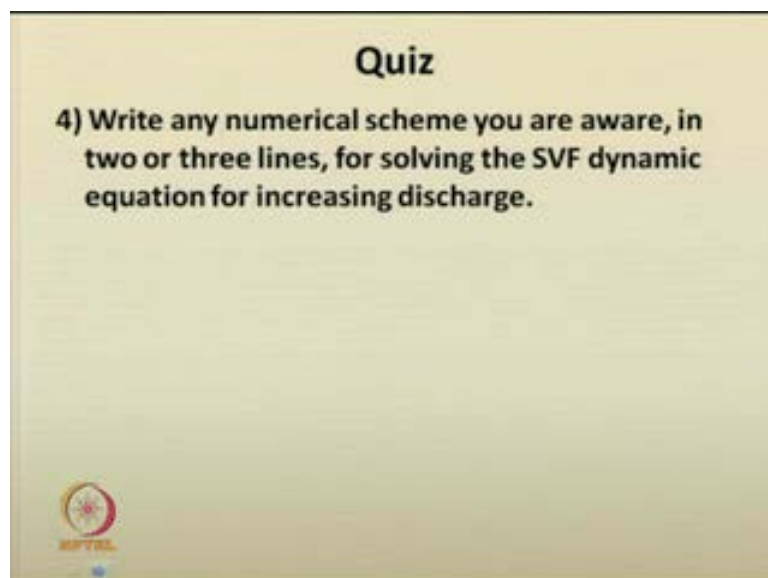 Quiz
4) Write any numerical scheme you are aware, in
two or three lines, for solving the SVF dynamic
equation for increasing discharge.
NPTEL